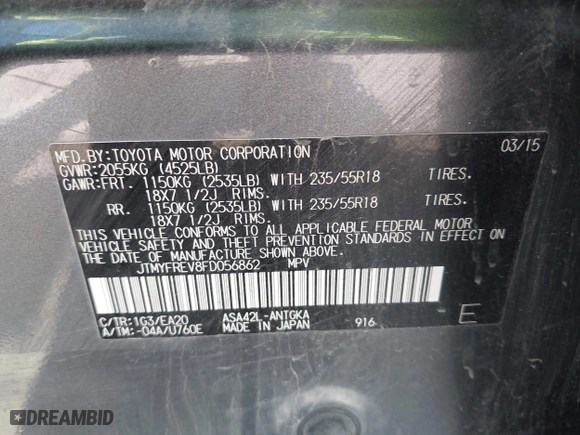 MFD.BY:TOYOTA MOTOR CORPORATION 03/15
GVWR:2055KG (4525LB)
GAWR:FRT. 1150KG (2535LB) WITH 235/55R18 TIRES.
18X7 1/2J RIMS.
RR. 1150KG (2535LB) WITH 235/55R18 TIRES.
18X7 1/2J RIMS.
THIS VEHICLE CONFORMS TO ALL APPLICABLE FEDERAL MOTOR
VEHICLE SAFETY AND THEFT PREVENTION STANDARDS IN EFFECT ON
THE DATE OF MANUFACTURE SHOWN ABOVE.
JTMYFREV8FD056862 MPV
C/TR:1G3/EA20 ASA42L-ANTGKA
A/TM:-04A/U760E MADE IN JAPAN 916 E
DREAMBID